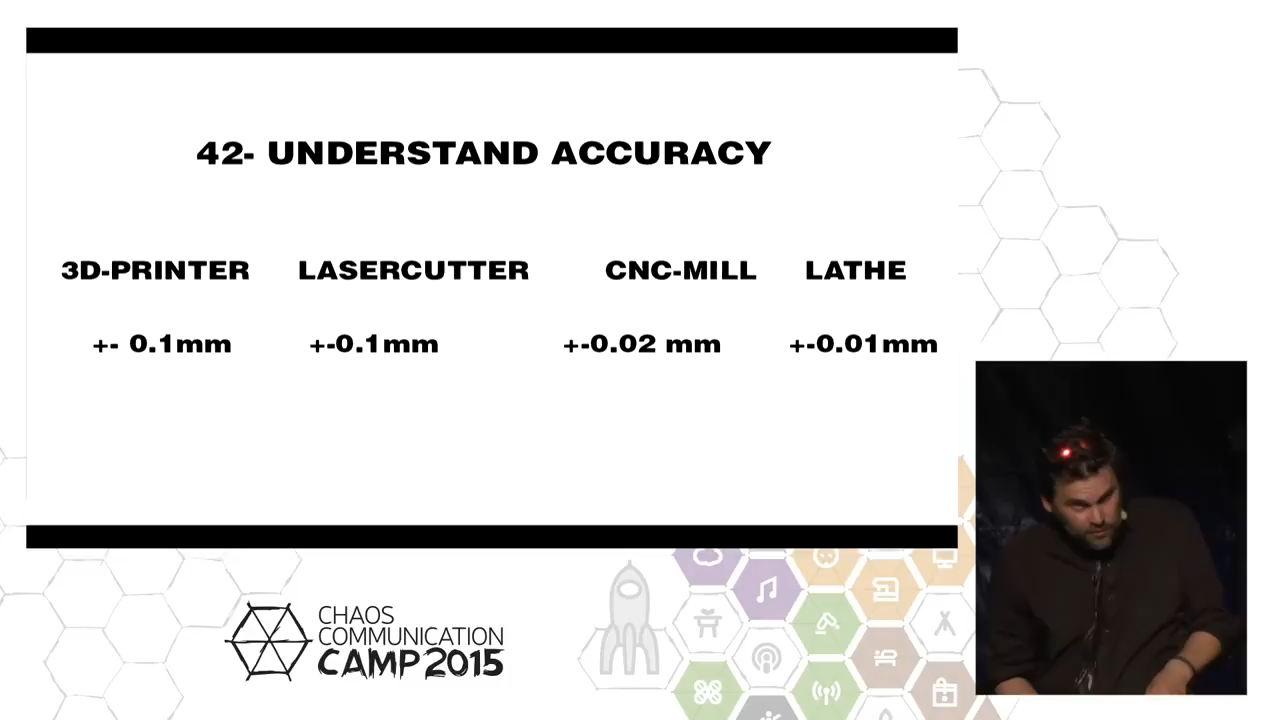 42- UNDERSTAND ACCURACY
3D-PRINTER LASERCUTTER CNC-MILL LATHE
+- 0.1mm +-0.1mm +-0.02 mm +-0.01mm
CHAOS
COMMUNICATION
CAMP 2015